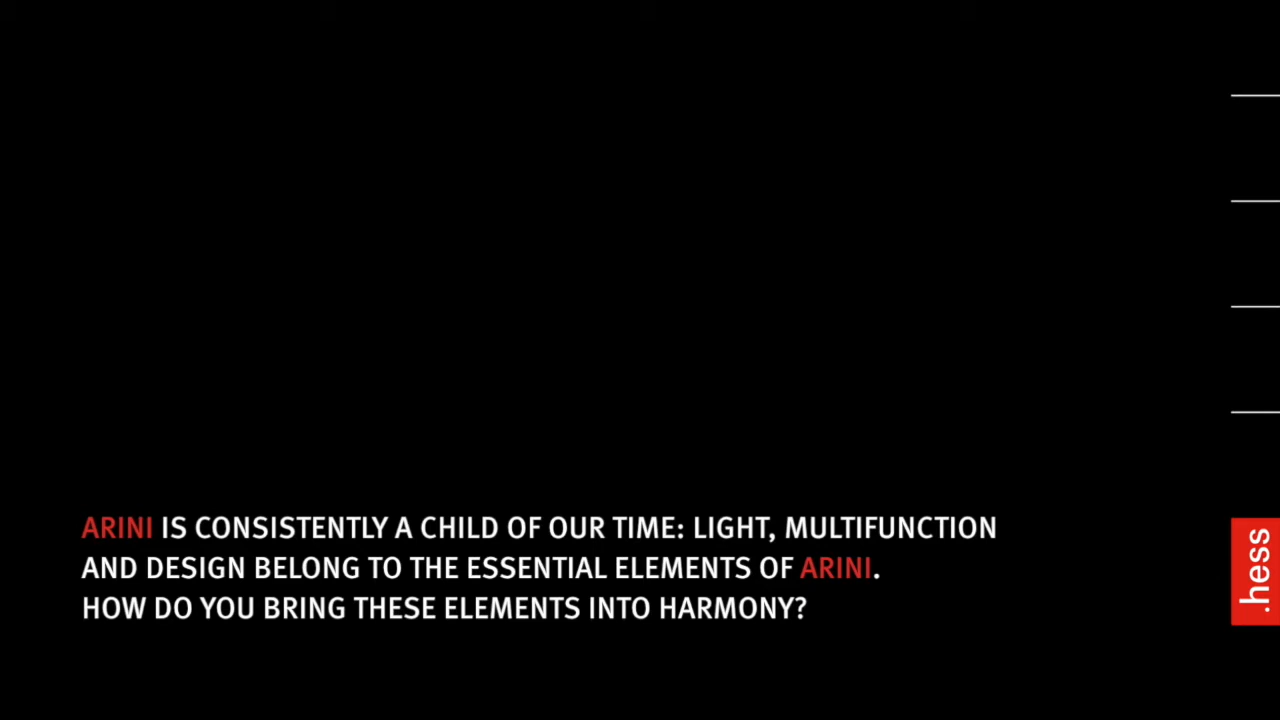 ARINI IS CONSISTENTLY A CHILD OF OUR TIME: LIGHT, MULTIFUNCTION
AND DESIGN BELONG TO THE ESSENTIAL ELEMENTS OF ARINI.
HOW DO YOU BRING THESE ELEMENTS INTO HARMONY?
.hess